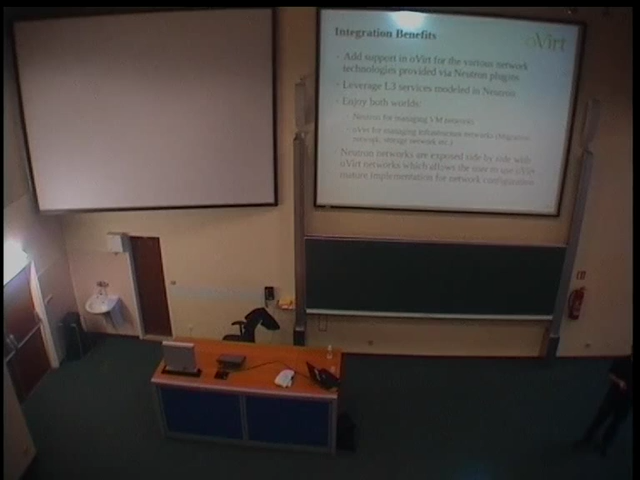 Integration Benefits
oVirt
Add support in oVirt for the various network
technologies provided via Neutron plugins
Leverage L3 services modeled in Neutron
Enjoy both worlds:
Neutron for managing VM networks
oVirt for managing infrastructure networks (Migration
network, storage network etc.)
Neutron networks are exposed side by side with
oVirt networks which allows the user to use oVirt
mature implementation for network configuration